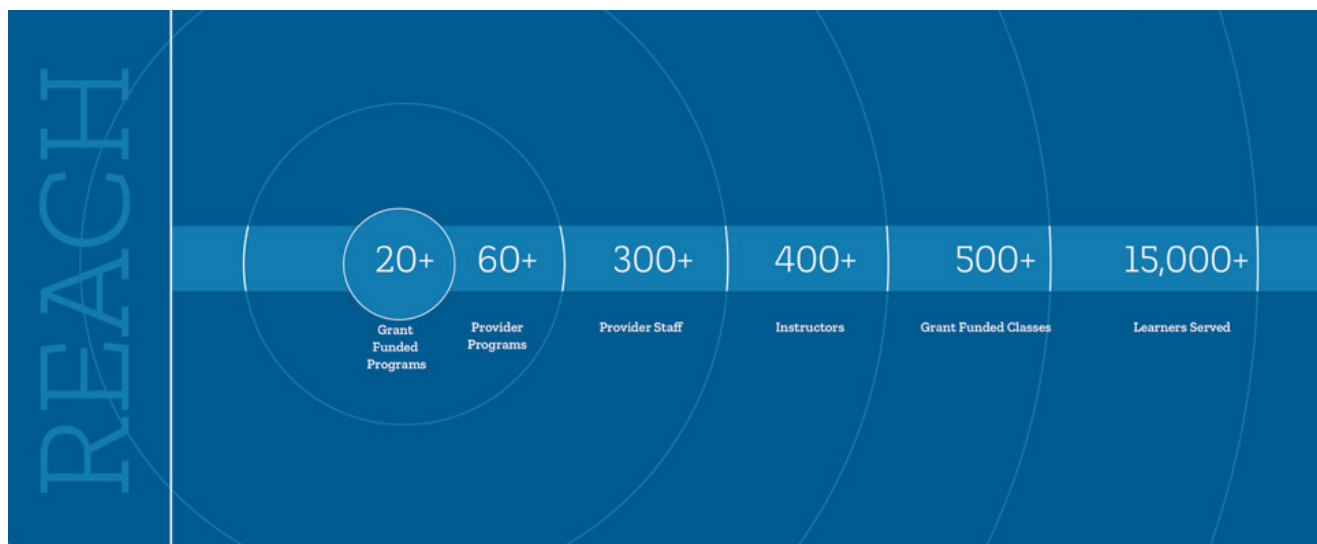 REACH
20+
Grant
Funded
Programs
60+
Provider
Programs
300+
Provider Staff
400+
Instructors
500+
Grant Funded Classes
15,000+
Learners Served